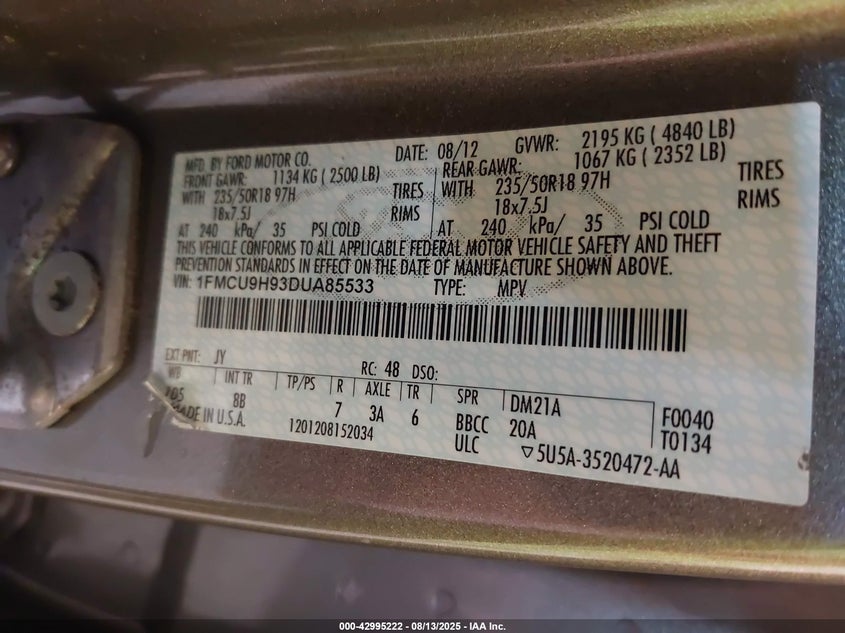 MFD. BY FORD MOTOR CO. DATE: 08/12 GVWR: 2195 KG ( 4840 LB)
FRONT GAWR: 1134 KG ( 2500 LB) REAR GAWR: 1067 KG ( 2352 LB)
WITH 235/50R18 97H TIRES WITH 235/50R18 97H TIRES
18x7.5J RIMS 18x7.5J RIMS
AT 240 kPa/ 35 PSI COLD AT 240 kPa/ 35 PSI COLD
THIS VEHICLE CONFORMS TO ALL APPLICABLE FEDERAL MOTOR VEHICLE SAFETY AND THEFT
PREVENTION STANDARDS IN EFFECT ON THE DATE OF MANUFACTURE SHOWN ABOVE.
VIN: 1FMCU9H93DUA85533 TYPE: MPV
EXT PNT: JY RC: 48 DSO:
WB INT TR TP/PS R AXLE TR SPR DM21A F0040
105 8B 7 3A 6 BBCC 20A T0134
MADE IN U.S.A. 1201208152034 ULC ▽5U5A-3520472-AA
000-42995222 - 08/13/2025 - IAA Inc.